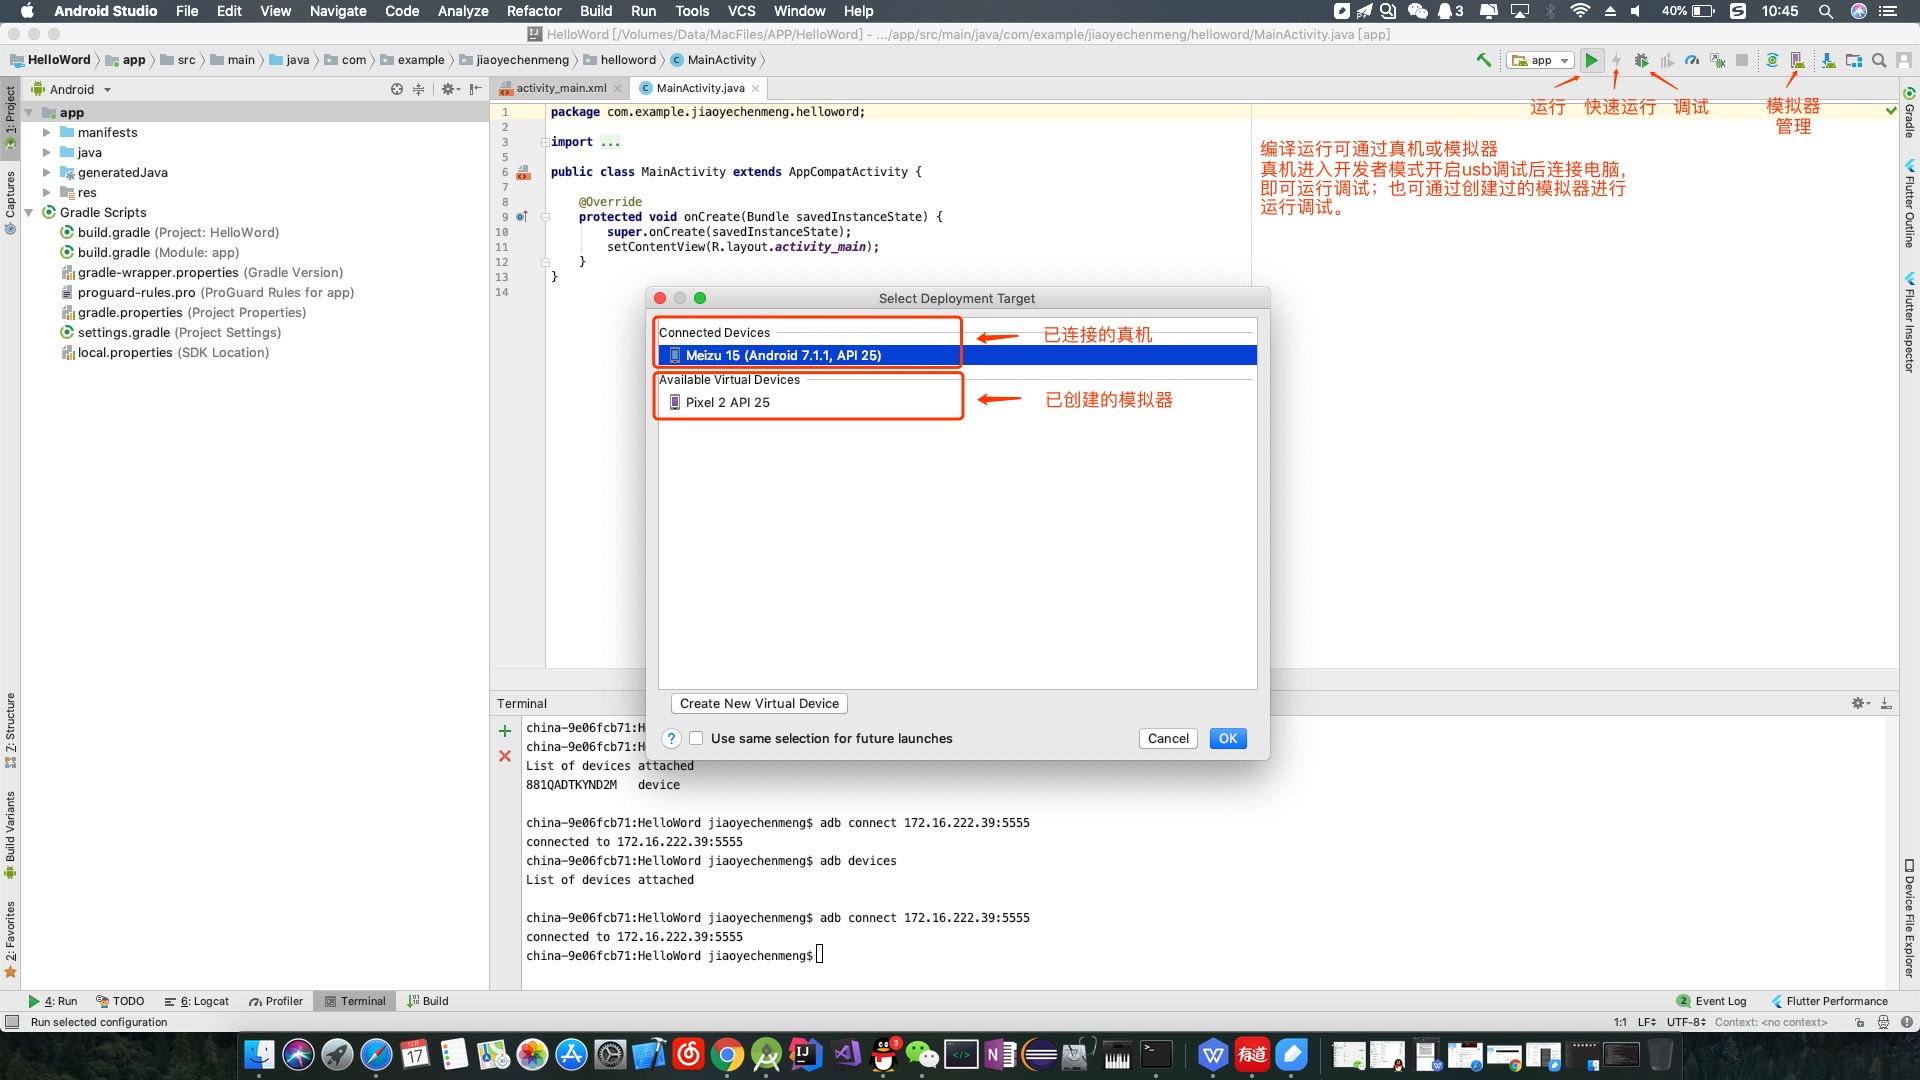 Android Studio File Edit View Navigate Code Analyze Refactor Build Run Tools VCS Window Help 3 40% 10:45
HelloWord [/Volumes/Data/MacFiles/APP/HelloWord] - .../app/src/main/java/com/example/jiaoyechenmeng/helloword/MainActivity.java [app]
HelloWord app src main java com example jiaoyechenmeng helloword MainActivity app
Android
activity_main.xml MainActivity.java
运行 快速运行 调试 模拟器
管理
编译运行可通过真机或模拟器
真机进入开发者模式开启usb调试后连接电脑,
即可运行调试；也可通过创建过的模拟器进行
运行调试。
1: Project
Captures
Z: Structure
Build Variants
2: Favorites
app
manifests
java
generatedJava
res
Gradle Scripts
build.gradle (Project: HelloWord)
build.gradle (Module: app)
gradle-wrapper.properties (Gradle Version)
proguard-rules.pro (ProGuard Rules for app)
gradle.properties (Project Properties)
settings.gradle (Project Settings)
local.properties (SDK Location)
1 package com.example.jiaoyechenmeng.helloword;
2
3 import ...
5
6 public class MainActivity extends AppCompatActivity {
7
8 @Override
9 protected void onCreate(Bundle savedInstanceState) {
10 super.onCreate(savedInstanceState);
11 setContentView(R.layout.activity_main);
12 }
13 }
14
Select Deployment Target
Connected Devices
已连接的真机
Meizu 15 (Android 7.1.1, API 25)
Available Virtual Devices
Pixel 2 API 25
已创建的模拟器
Create New Virtual Device
? Use same selection for future launches
Cancel OK
Gradle
Flutter Outline
Flutter Inspector
Device File Explorer
Terminal
china-9e06fcb71:H
china-9e06fcb71:H
List of devices attached
881QADTKYND2M device
china-9e06fcb71:HelloWord jiaoyechenmeng$ adb connect 172.16.222.39:5555
connected to 172.16.222.39:5555
china-9e06fcb71:HelloWord jiaoyechenmeng$ adb devices
List of devices attached
china-9e06fcb71:HelloWord jiaoyechenmeng$ adb connect 172.16.222.39:5555
connected to 172.16.222.39:5555
china-9e06fcb71:HelloWord jiaoyechenmeng$
4: Run TODO 6: Logcat Profiler Terminal Build 2 Event Log Flutter Performance
Run selected configuration 1:1 LF UTF-8 Context: <no context>
12月
17
有道
3